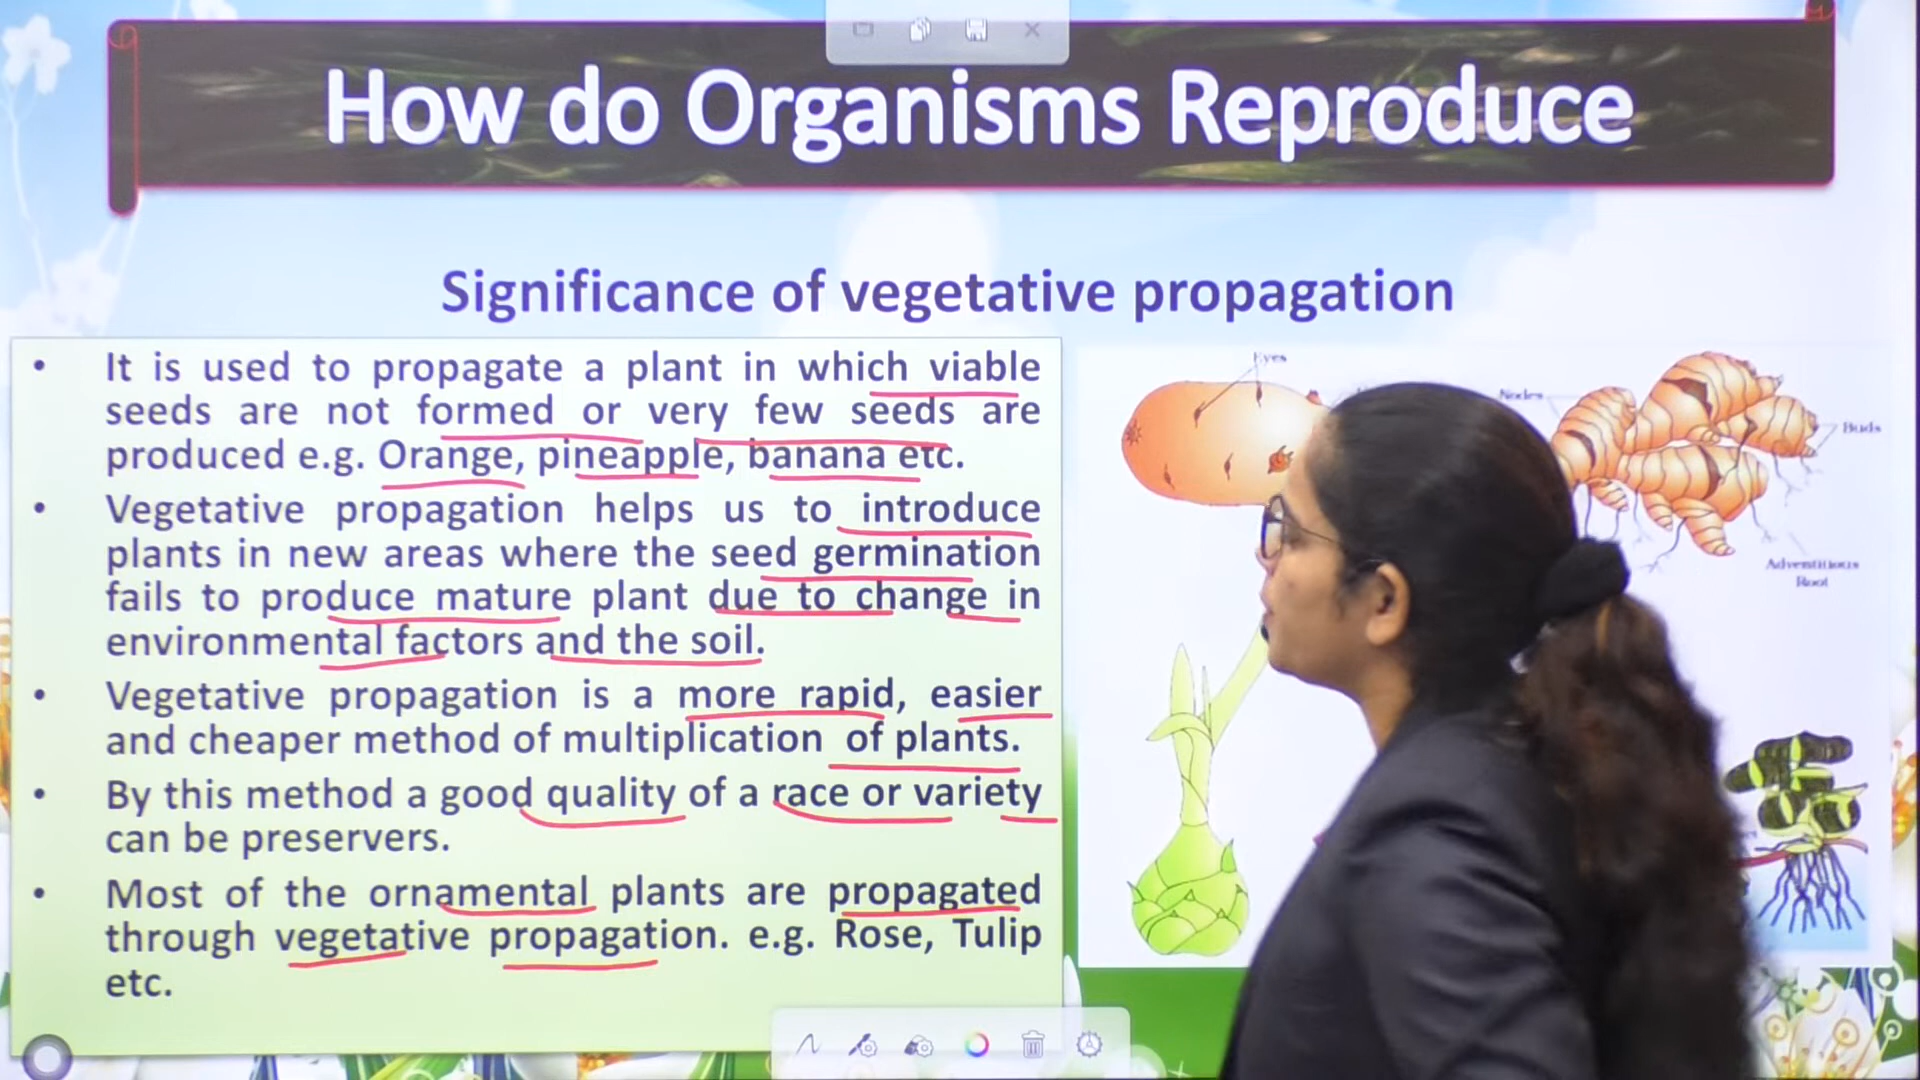 How do Organisms Reproduce
Significance of vegetative propagation
• It is used to propagate a plant in which viable
seeds are not formed or very few seeds are
produced e.g. Orange, pineapple, banana etc.
• Vegetative propagation helps us to introduce
plants in new areas where the seed germination
fails to produce mature plant due to change in
environmental factors and the soil.
• Vegetative propagation is a more rapid, easier
and cheaper method of multiplication of plants.
• By this method a good quality of a race or variety
can be preservers.
• Most of the ornamental plants are propagated
through vegetative propagation. e.g. Rose, Tulip
etc.
Eyes
Nodes
Buds
Adventitious
Root